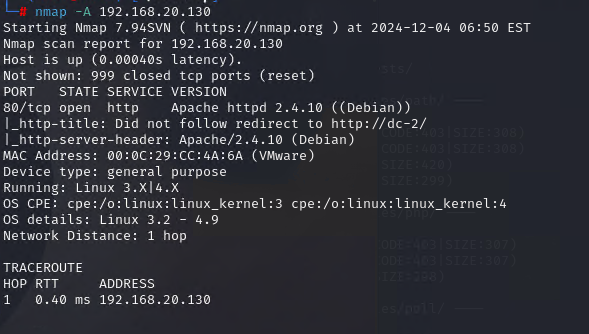 # nmap -A 192.168.20.130
Starting Nmap 7.94SVN ( https://nmap.org ) at 2024-12-04 06:50 EST
Nmap scan report for 192.168.20.130
Host is up (0.00040s latency).
Not shown: 999 closed tcp ports (reset)
PORT   STATE SERVICE VERSION
80/tcp open  http    Apache httpd 2.4.10 ((Debian))
|_http-title: Did not follow redirect to http://dc-2/
|_http-server-header: Apache/2.4.10 (Debian)
MAC Address: 00:0C:29:CC:4A:6A (VMware)
Device type: general purpose
Running: Linux 3.X|4.X
OS CPE: cpe:/o:linux:linux_kernel:3 cpe:/o:linux:linux_kernel:4
OS details: Linux 3.2 - 4.9
Network Distance: 1 hop
TRACEROUTE
HOP RTT     ADDRESS
1   0.40 ms 192.168.20.130